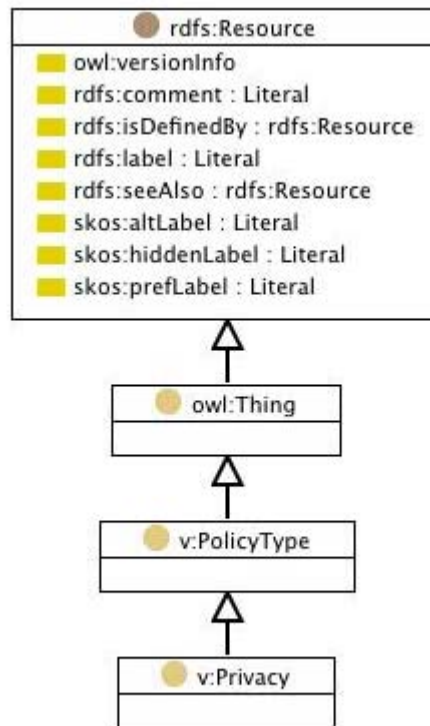 rdfs:Resource
owl:versionInfo
rdfs:comment : Literal
rdfs:isDefinedBy : rdfs:Resource
rdfs:label : Literal
rdfs:seeAlso : rdfs:Resource
skos:altLabel : Literal
skos:hiddenLabel : Literal
skos:prefLabel : Literal
owl:Thing
v:PolicyType
v:Privacy